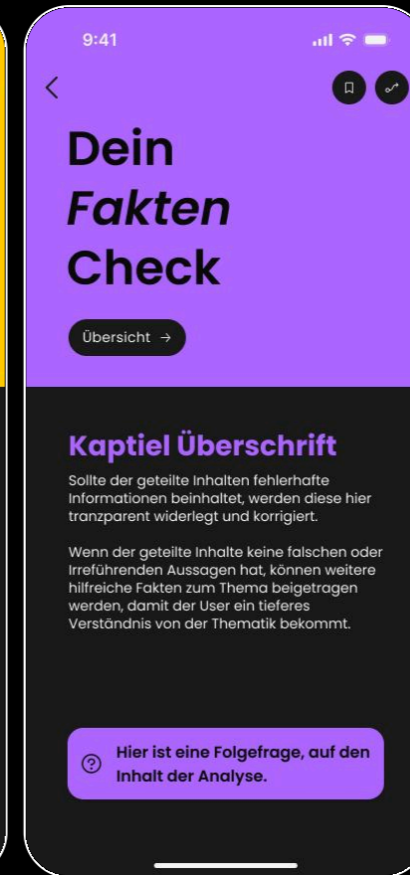 9:41
Dein
Fakten
Check
Übersicht →
Kaptiel Überschrift
Sollte der geteilte Inhalten fehlerhafte
Informationen beinhaltet, werden diese hier
tranzparent widerlegt und korrigiert.
Wenn der geteilte Inhalte keine falschen oder
Irreführenden Aussagen hat, können weitere
hilfreiche Fakten zum Thema beigetragen
werden, damit der User ein tieferes
Verständnis von der Thematik bekommt.
Hier ist eine Folgefrage, auf den
Inhalt der Analyse.